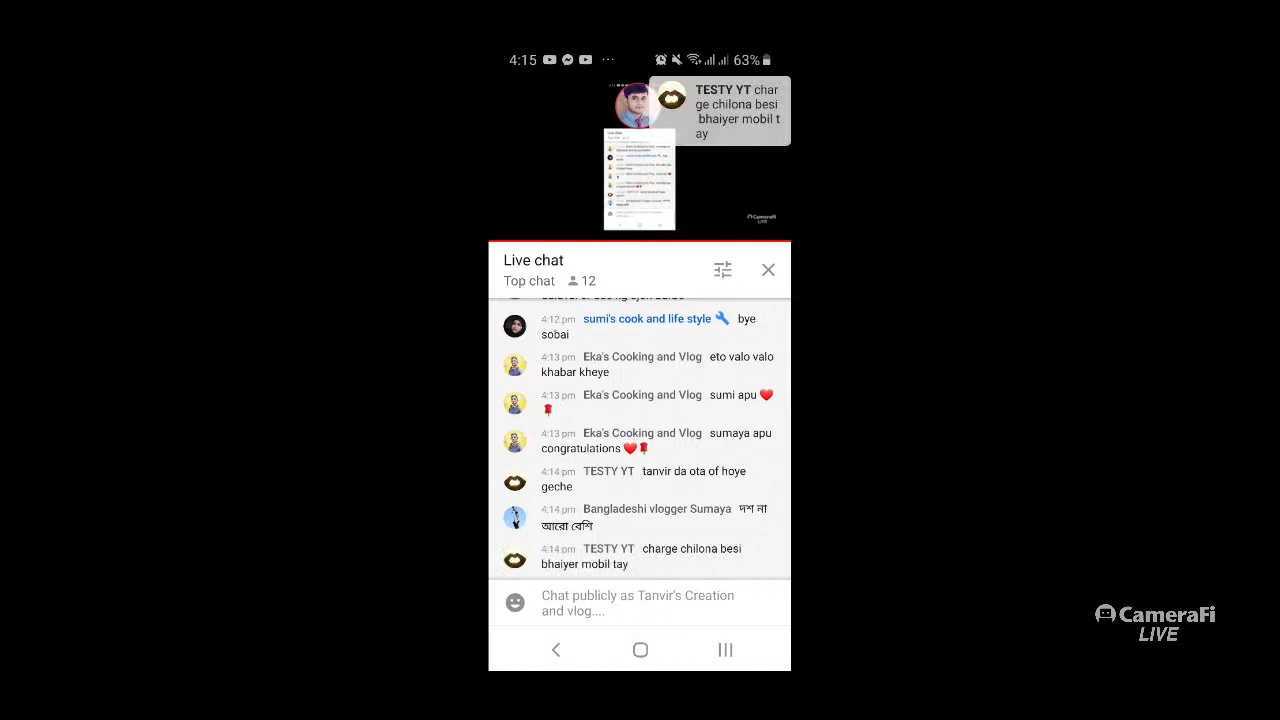 4:15 ... 63%
TESTY YT char
ge chilona besi
bhaiyer mobil t
ay
Live chat
CameraFi
LIVE
Live chat
Top chat 12
4:12 pm sumi's cook and life style bye
sobai
4:13 pm Eka's Cooking and Vlog eto valo valo
khabar kheye
4:13 pm Eka's Cooking and Vlog sumi apu ❤️
🌹
4:13 pm Eka's Cooking and Vlog sumaya apu
congratulations ❤️🌹
4:14 pm TESTY YT tanvir da ota of hoye
geche
4:14 pm Bangladeshi vlogger Sumaya দশ না
আরো বেশি
4:14 pm TESTY YT charge chilona besi
bhaiyer mobil tay
Chat publicly as Tanvir's Creation
and vlog....
CameraFi
LIVE